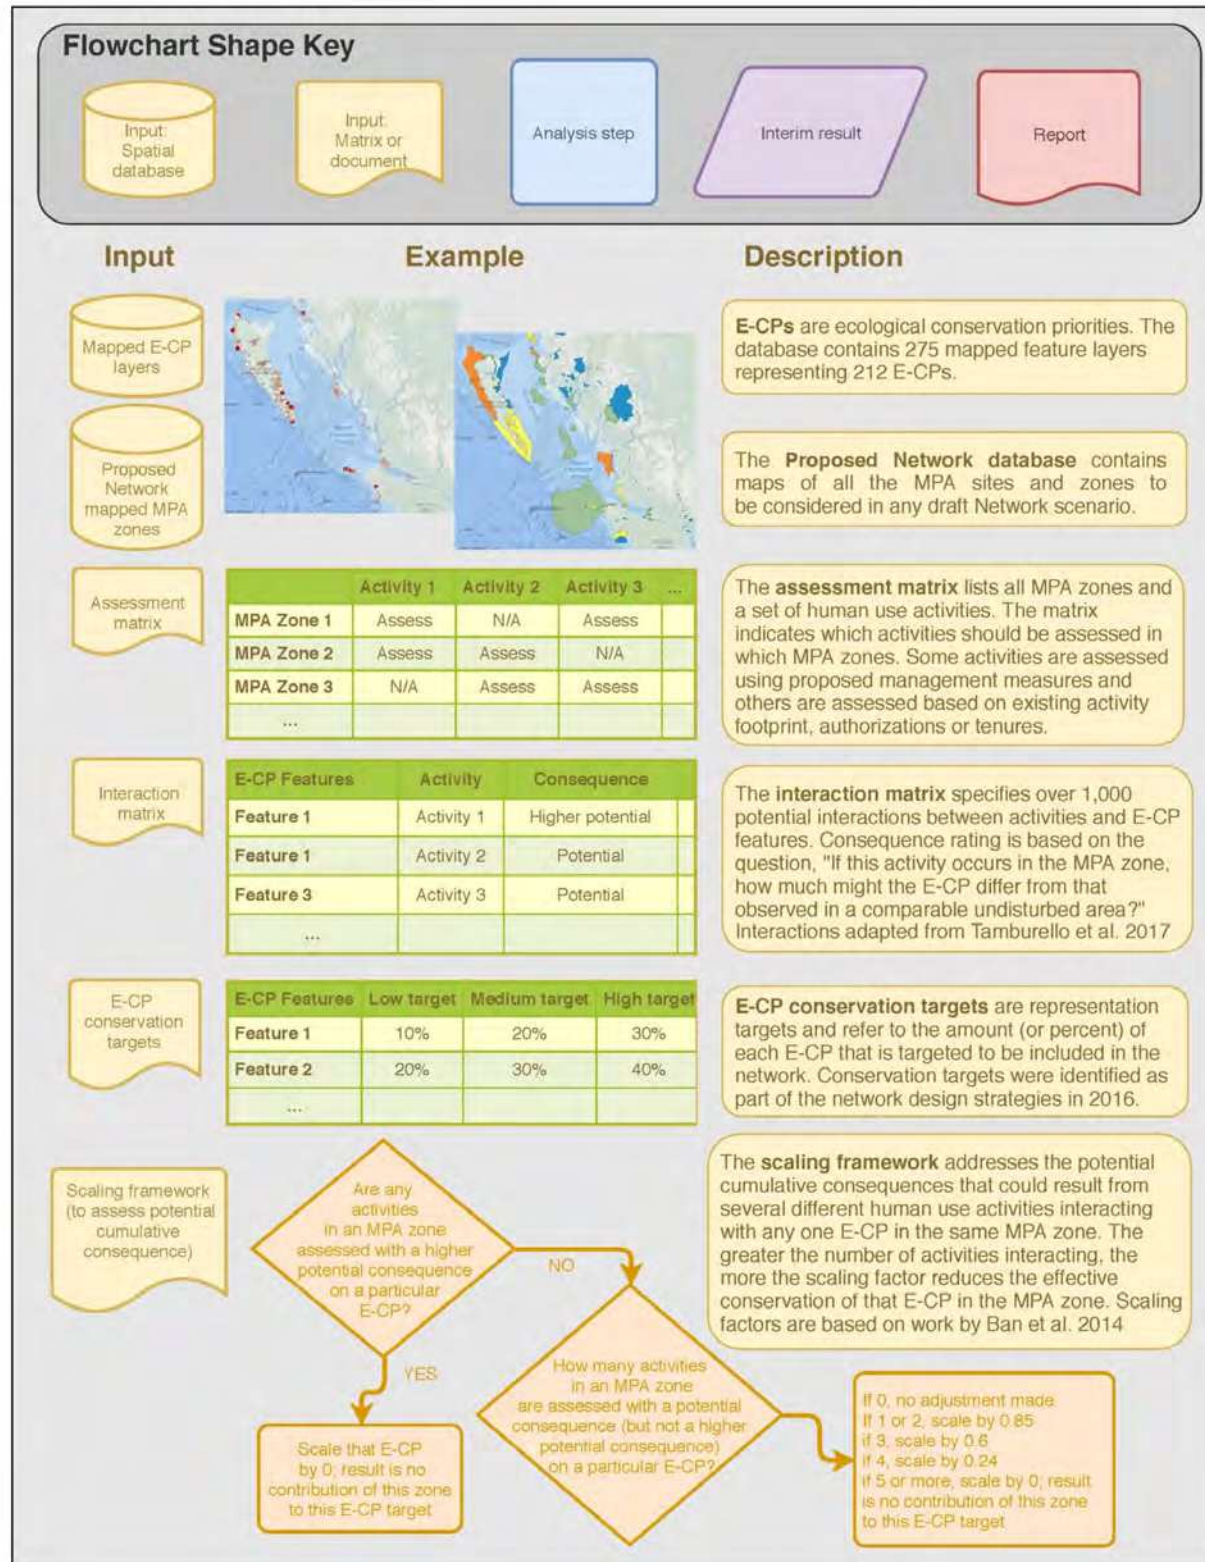 Flowchart Shape Key
Input:
Spatial
database
Input:
Matrix or
document
Analysis step
Interim result
Report
Input
Example
Description
Mapped E-CP
layers
E-CPs are ecological conservation priorities. The
database contains 275 mapped feature layers
representing 212 E-CPs.
Proposed
Network
mapped MPA
zones
The Proposed Network database contains
maps of all the MPA sites and zones to
be considered in any draft Network scenario.
Assessment
matrix
Activity 1 Activity 2 Activity 3 ...
MPA Zone 1 Assess N/A Assess
MPA Zone 2 Assess Assess N/A
MPA Zone 3 N/A Assess Assess
...
The assessment matrix lists all MPA zones and
a set of human use activities. The matrix
indicates which activities should be assessed in
which MPA zones. Some activities are assessed
using proposed management measures and
others are assessed based on existing activity
footprint, authorizations or tenures.
Interaction
matrix
E-CP Features Activity Consequence
Feature 1 Activity 1 Higher potential
Feature 1 Activity 2 Potential
Feature 3 Activity 3 Potential
...
The interaction matrix specifies over 1,000
potential interactions between activities and E-CP
features. Consequence rating is based on the
question, "If this activity occurs in the MPA zone,
how much might the E-CP differ from that
observed in a comparable undisturbed area?"
Interactions adapted from Tamburello et al. 2017
E-CP
conservation
targets
E-CP Features Low target Medium target High target
Feature 1 10% 20% 30%
Feature 2 20% 30% 40%
...
E-CP conservation targets are representation
targets and refer to the amount (or percent) of
each E-CP that is targeted to be included in the
network. Conservation targets were identified as
part of the network design strategies in 2016.
Scaling framework
(to assess potential
cumulative
consequence)
Are any
activities
in an MPA zone
assessed with a higher
potential consequence
on a particular
E-CP?
NO
YES
The scaling framework addresses the potential
cumulative consequences that could result from
several different human use activities interacting
with any one E-CP in the same MPA zone. The
greater the number of activities interacting, the
more the scaling factor reduces the effective
conservation of that E-CP in the MPA zone. Scaling
factors are based on work by Ban et al. 2014
Scale that E-CP
by 0; result is no
contribution of this zone
to this E-CP target
How many activities
in an MPA zone
are assessed with a potential
consequence (but not a higher
potential consequence)
on a particular E-CP?
If 0, no adjustment made
If 1 or 2, scale by 0.85
if 3, scale by 0.6
if 4, scale by 0.24
if 5 or more, scale by 0; result
is no contribution of this zone
to this E-CP target